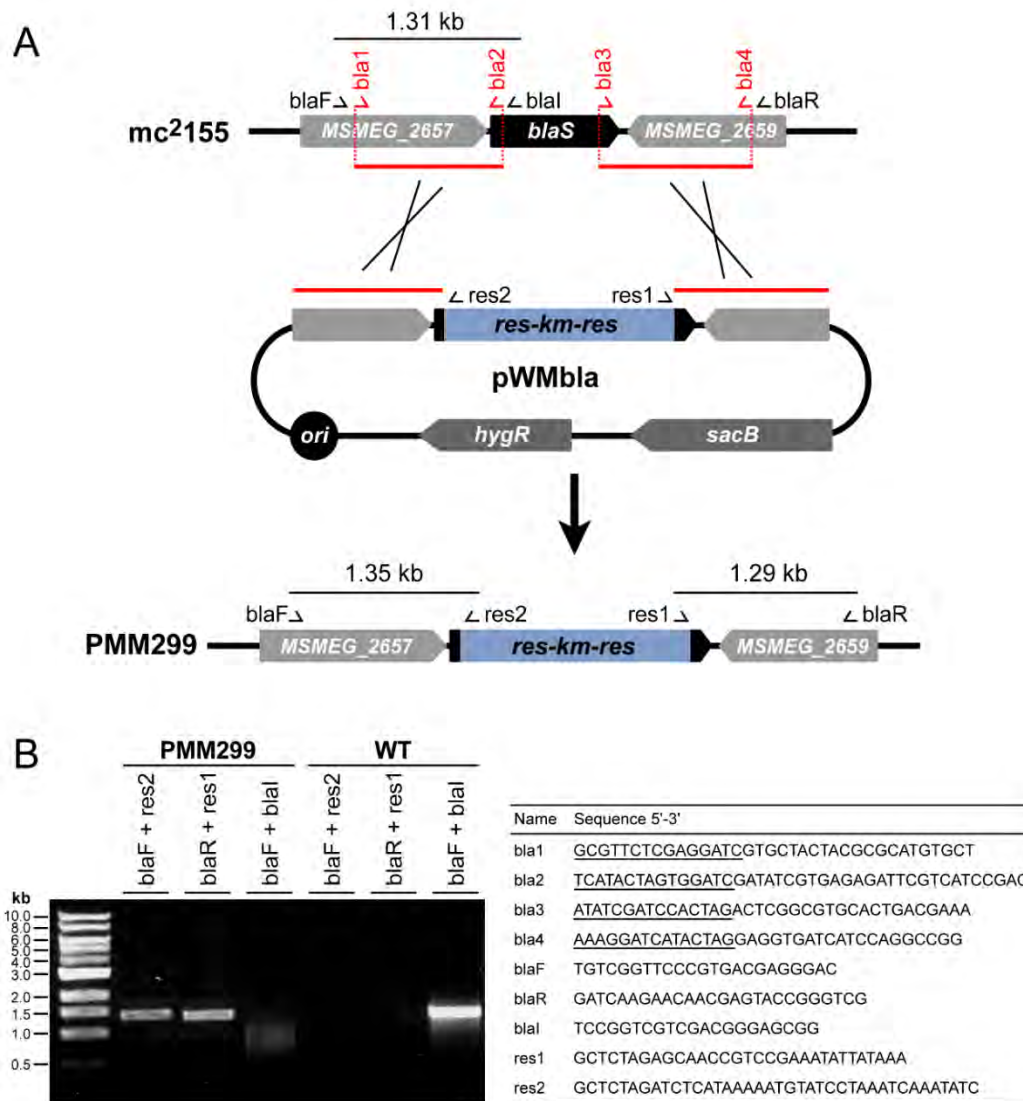 A
1.31 kb
bla1
bla2
bla3
bla4
blaF
blaI
blaR
mc²155
MSMEG_2657
blaS
MSMEG_2659
res2
res1
res-km-res
pWMbla
ori
hygR
sacB
1.35 kb
1.29 kb
blaF
res2
res1
blaR
PMM299
MSMEG_2657
res-km-res
MSMEG_2659
B
PMM299
WT
blaF + res2
blaR + res1
blaF + blaI
blaF + res2
blaR + res1
blaF + blaI
kb
10.0
8.0
6.0
5.0
4.0
3.0
2.0
1.5
1.0
0.5
Name Sequence 5'-3'
bla1 GCGTTCTCGAGGATCGTGCTACTACGCGCATGTGCT
bla2 TCATACTAGTGGATCGATATCGTGAGAGATTCGTCATCCGAC
bla3 ATATCGATCCACTAGACTCGGCGTGCACTGACGAAA
bla4 AAAGGATCATACTAGGAGGTGATCATCCAGGCCGG
blaF TGTCGGTTCCCGTGACGAGGGAC
blaR GATCAAGAACAACGAGTACCGGGTCG
blaI TCCGGTCGTCGACGGGAGCGG
res1 GCTCTAGAGCAACCGTCCGAAATATTATAAA
res2 GCTCTAGATCTCATAAAAATGTATCCTAAATCAAATATC